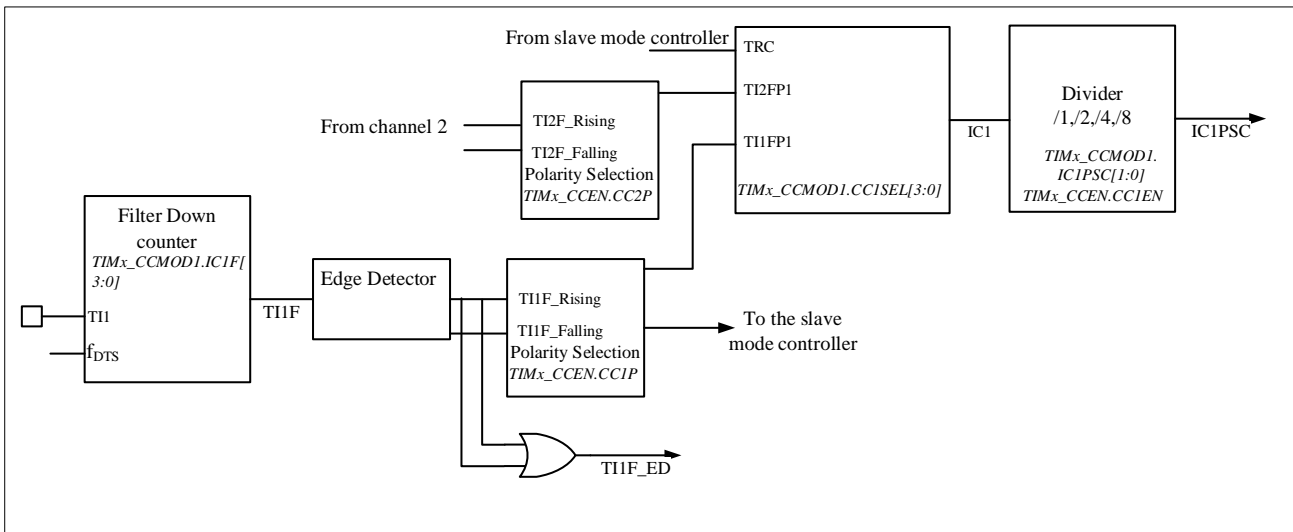 From slave mode controller
TRC
TI2FP1
TI1FP1
TIMx_CCMOD1.CC1SEL[3:0]
From channel 2
TI2F_Rising
TI2F_Falling
Polarity Selection
TIMx_CCEN.CC2P
IC1
Divider
/1,/2,/4,/8
TIMx_CCMOD1.
IC1PSC[1:0]
TIMx_CCEN.CC1EN
IC1PSC
Filter Down
counter
TIMx_CCMOD1.IC1F[
3:0]
TI1
fDTS
TI1F
Edge Detector
TI1F_Rising
TI1F_Falling
Polarity Selection
TIMx_CCEN.CC1P
To the slave
mode controller
TI1F_ED